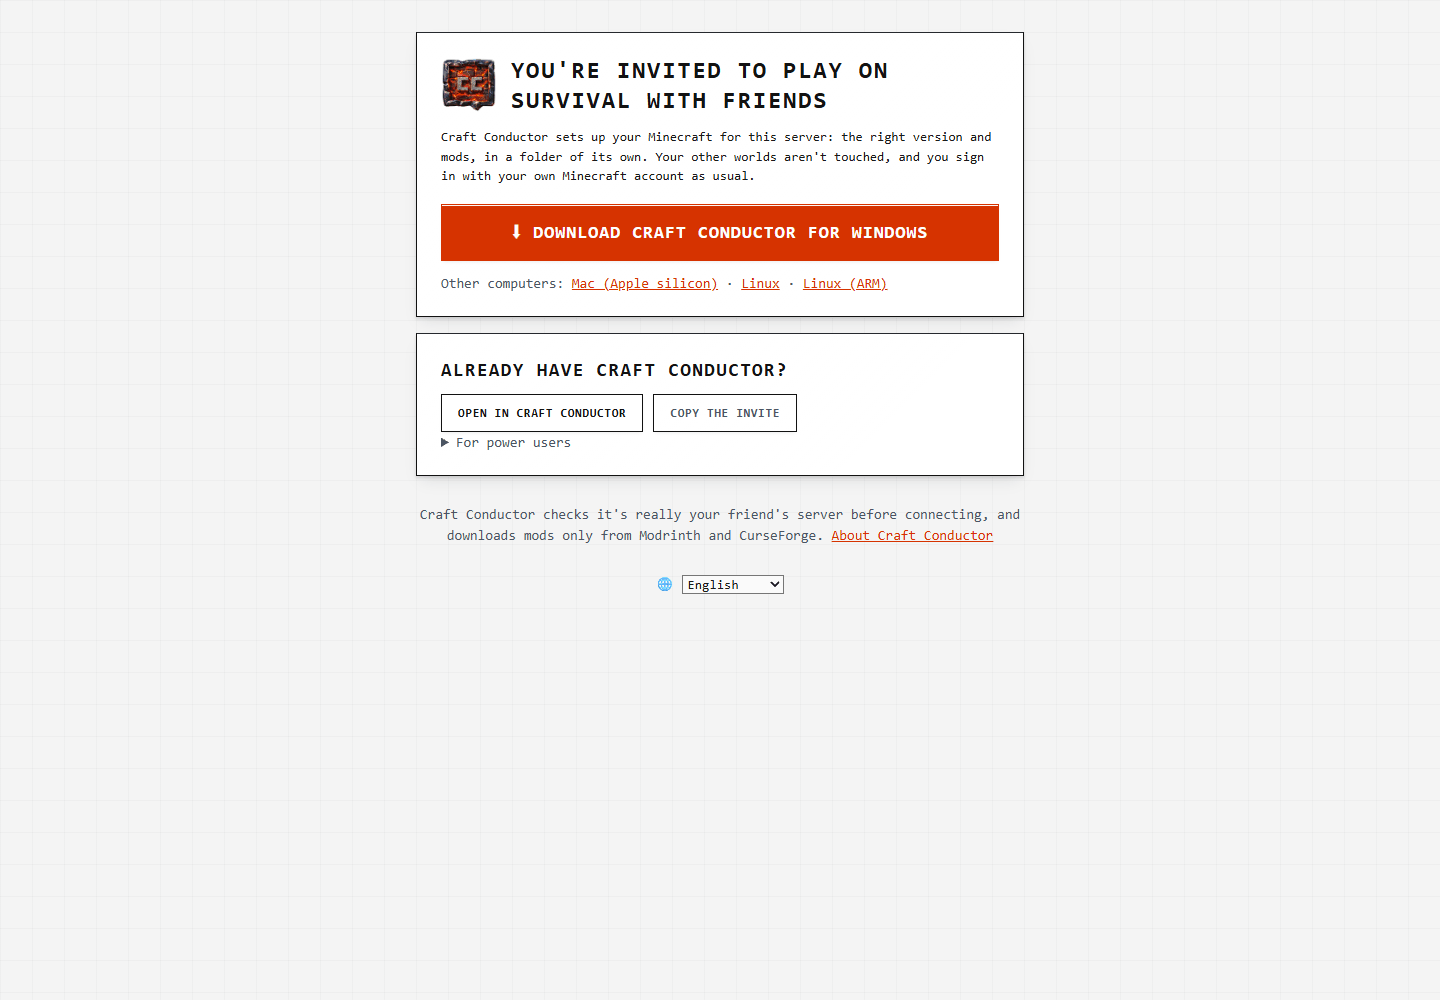 CC
YOU'RE INVITED TO PLAY ON
SURVIVAL WITH FRIENDS
Craft Conductor sets up your Minecraft for this server: the right version and
mods, in a folder of its own. Your other worlds aren't touched, and you sign
in with your own Minecraft account as usual.
⬇ DOWNLOAD CRAFT CONDUCTOR FOR WINDOWS
Other computers: Mac (Apple silicon) · Linux · Linux (ARM)
ALREADY HAVE CRAFT CONDUCTOR?
OPEN IN CRAFT CONDUCTOR COPY THE INVITE
▶ For power users
Craft Conductor checks it's really your friend's server before connecting, and
downloads mods only from Modrinth and CurseForge. About Craft Conductor
English